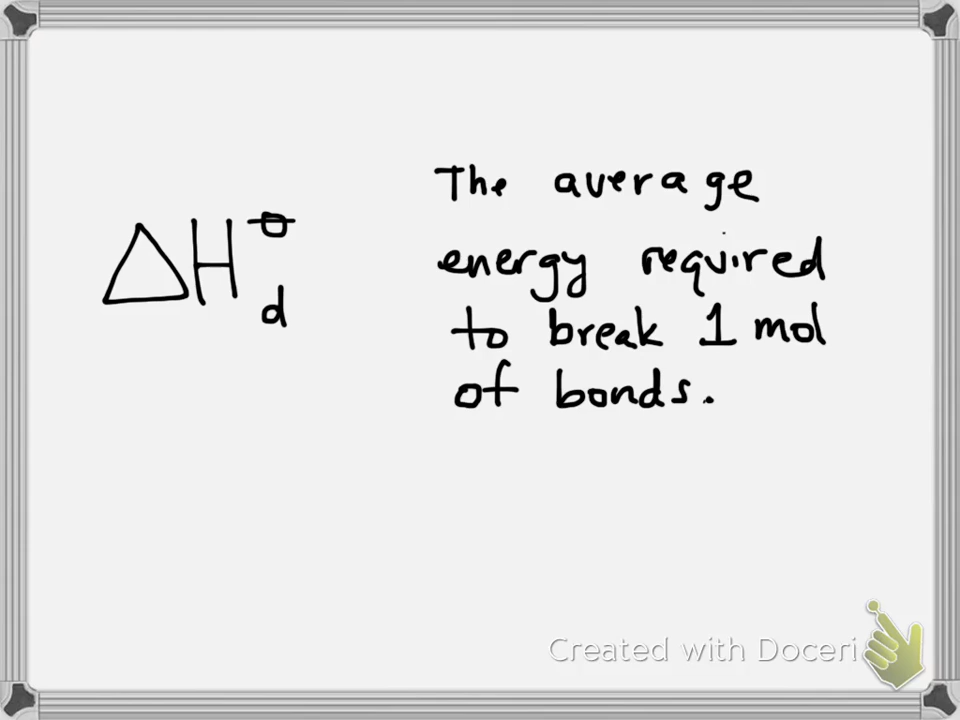 ΔH⦵d
The average
energy required
to break 1 mol
of bonds.
Created with Doceri